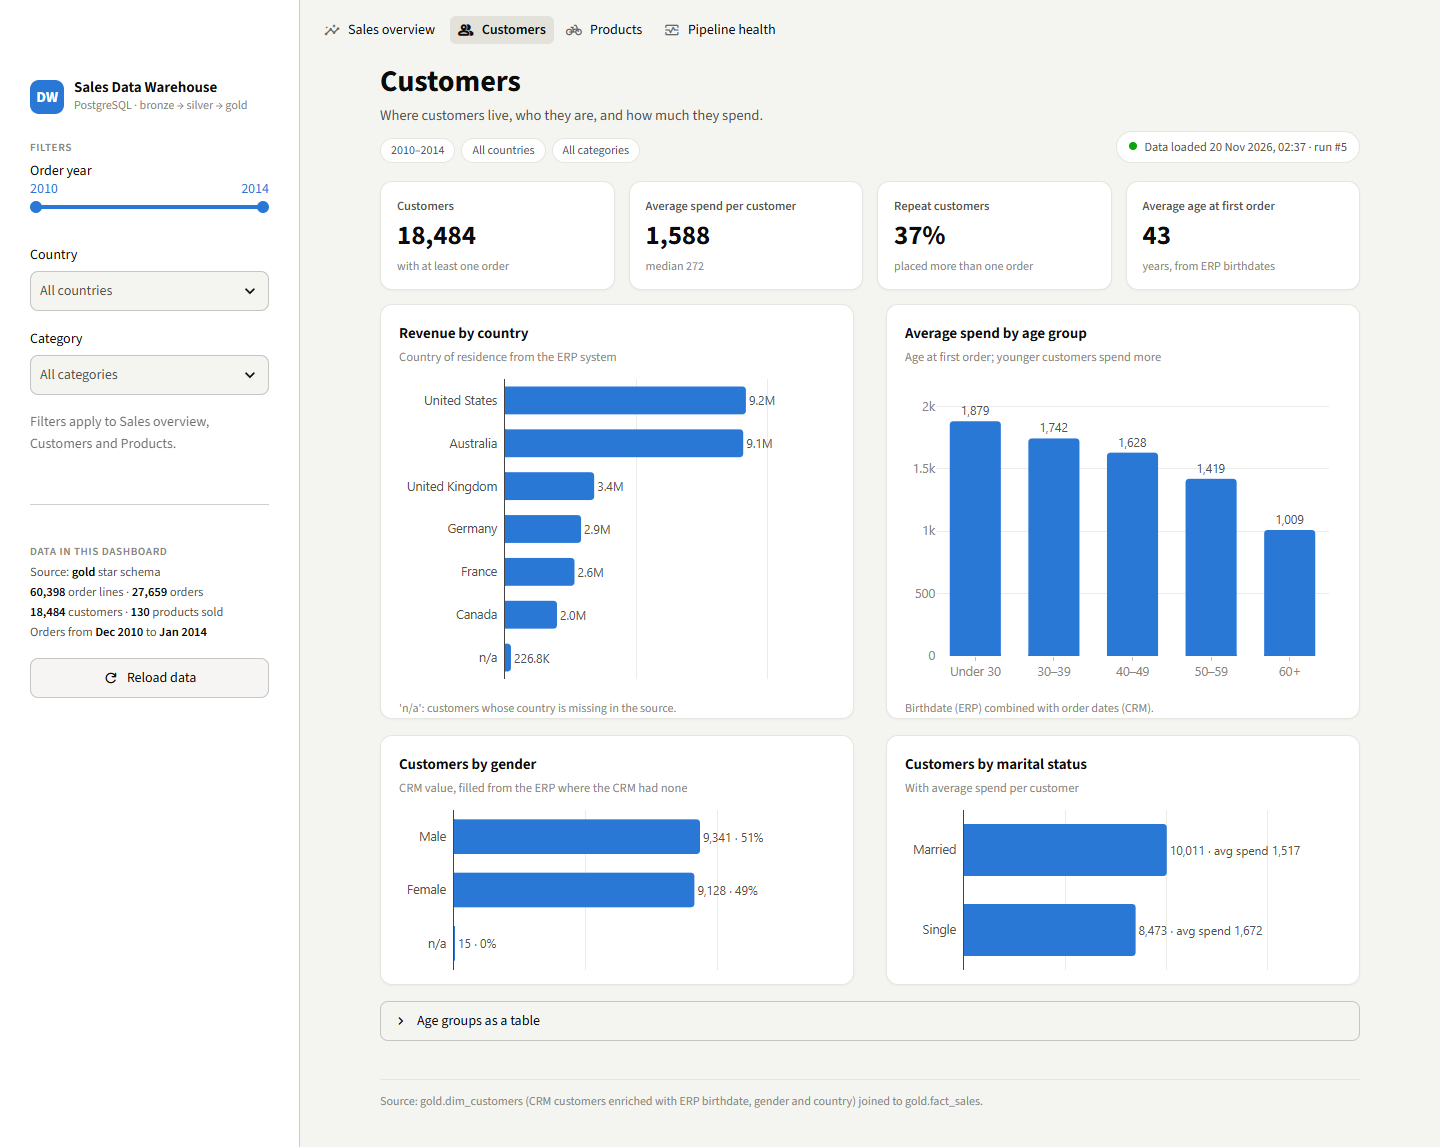 Sales overview
Customers
Products
Pipeline health
DW
Sales Data Warehouse
PostgreSQL · bronze → silver → gold
FILTERS
Order year
2010 2014
Country
All countries
Category
All categories
Filters apply to Sales overview,
Customers and Products.
DATA IN THIS DASHBOARD
Source: gold star schema
60,398 order lines · 27,659 orders
18,484 customers · 130 products sold
Orders from Dec 2010 to Jan 2014
Reload data
Customers
Where customers live, who they are, and how much they spend.
2010–2014
All countries
All categories
Data loaded 20 Nov 2026, 02:37 · run #5
Customers
18,484
with at least one order
Average spend per customer
1,588
median 272
Repeat customers
37%
placed more than one order
Average age at first order
43
years, from ERP birthdates
Revenue by country
Country of residence from the ERP system
United States 9.2M
Australia 9.1M
United Kingdom 3.4M
Germany 2.9M
France 2.6M
Canada 2.0M
n/a 226.8K
'n/a': customers whose country is missing in the source.
Average spend by age group
Age at first order; younger customers spend more
2k
1.5k
1k
500
0
1,879
1,742
1,628
1,419
1,009
Under 30
30–39
40–49
50–59
60+
Birthdate (ERP) combined with order dates (CRM).
Customers by gender
CRM value, filled from the ERP where the CRM had none
Male 9,341 · 51%
Female 9,128 · 49%
n/a 15 · 0%
Customers by marital status
With average spend per customer
Married 10,011 · avg spend 1,517
Single 8,473 · avg spend 1,672
Age groups as a table
Source: gold.dim_customers (CRM customers enriched with ERP birthdate, gender and country) joined to gold.fact_sales.